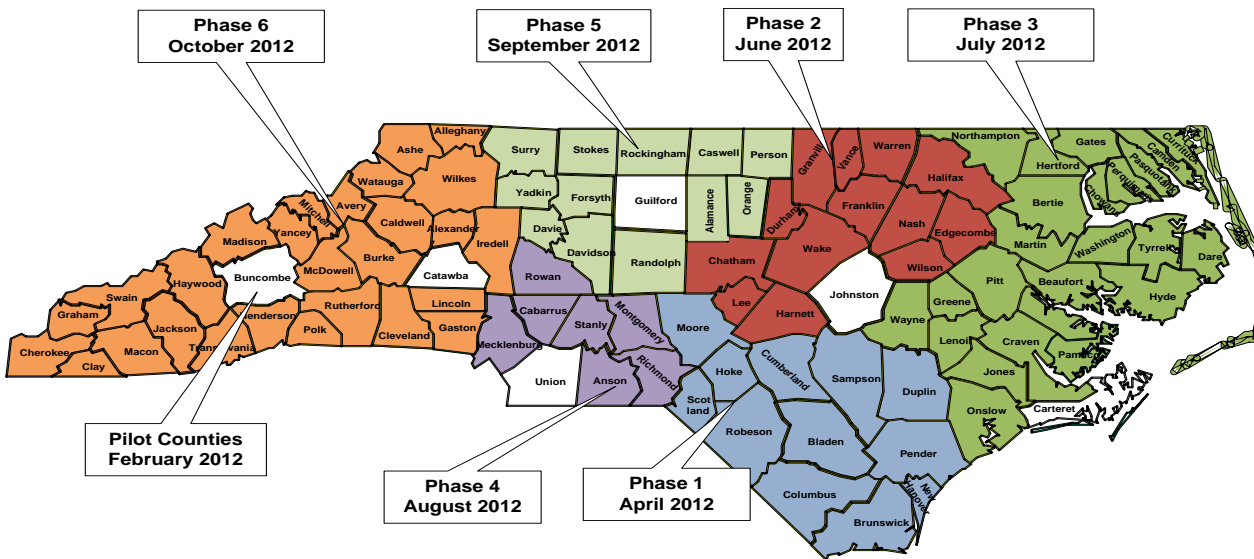 Phase 6
October 2012
Phase 5
September 2012
Phase 2
June 2012
Phase 3
July 2012
Alleghany
Ashe
Surry
Stokes
Rockingham
Caswell
Person
Granvill
Vance
Warren
Northampton
Gates
Currituck
Camden
Pasquotank
Perquimans
Chowan
Hertford
Halifax
Watauga
Wilkes
Yadkin
Forsyth
Guilford
Alamance
Orange
Durham
Franklin
Nash
Edgecombe
Bertie
Avery
Mitchell
Yancey
Caldwell
Alexander
Iredell
Davie
Davidson
Randolph
Chatham
Wake
Wilson
Martin
Washington
Tyrrell
Dare
Madison
Buncombe
McDowell
Burke
Catawba
Rowan
Johnston
Pitt
Beaufort
Hyde
Haywood
Swain
Graham
Jackson
Rutherford
Lincoln
Cabarrus
Stanly
Montgomery
Moore
Lee
Harnett
Wayne
Greene
Lenoir
Craven
Pamlico
Cherokee
Clay
Macon
Transylvania
Henderson
Polk
Cleveland
Gaston
Mecklenburg
Union
Anson
Richmond
Hoke
Scot
land
Cumberland
Sampson
Duplin
Jones
Onslow
Carteret
Robeson
Bladen
Pender
Columbus
Brunswick
New
Hanover
Pilot Counties
February 2012
Phase 4
August 2012
Phase 1
April 2012